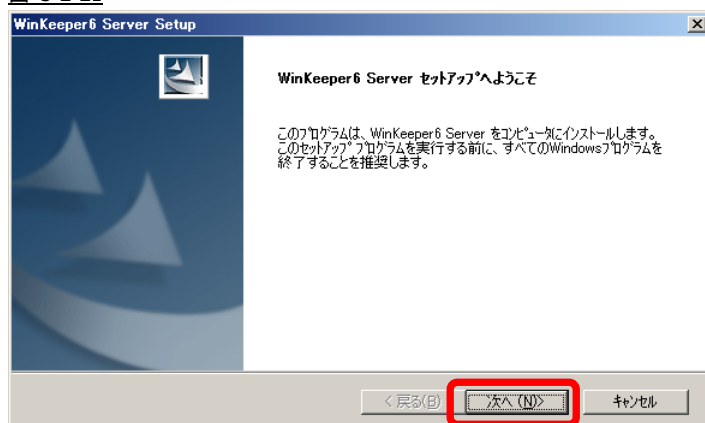 WinKeeper6 Server Setup
WinKeeper6 Server セットアップへようこそ
このプログラムは、WinKeeper6 Server をコンピュータにインストールします。
このセットアップ プログラムを実行する前に、すべてのWindowsプログラムを
終了することを推奨します。
< 戻る(B)
次へ (N)>
キャンセル